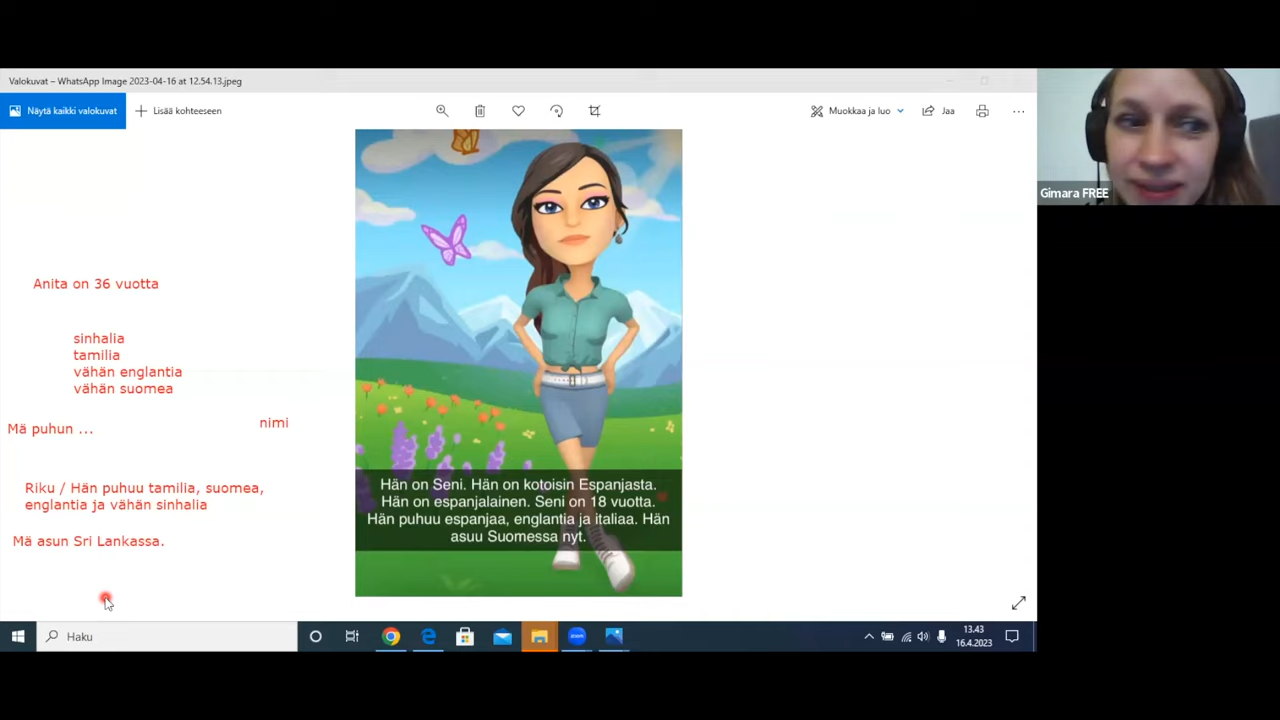 Valokuvat – WhatsApp Image 2023-04-16 at 12.54.13.jpeg
Näytä kaikki valokuvat
Lisää kohteeseen
Muokkaa ja luo
Jaa
Gimara FREE
Anita on 36 vuotta
sinhalia
tamilia
vähän englantia
vähän suomea
nimi
Mä puhun ...
Riku / Hän puhuu tamilia, suomea,
englantia ja vähän sinhalia
Mä asun Sri Lankassa.
Hän on Seni. Hän on kotoisin Espanjasta.
Hän on espanjalainen. Seni on 18 vuotta.
Hän puhuu espanjaa, englantia ja italiaa. Hän
asuu Suomessa nyt.
Haku
zoom
13.43
16.4.2023